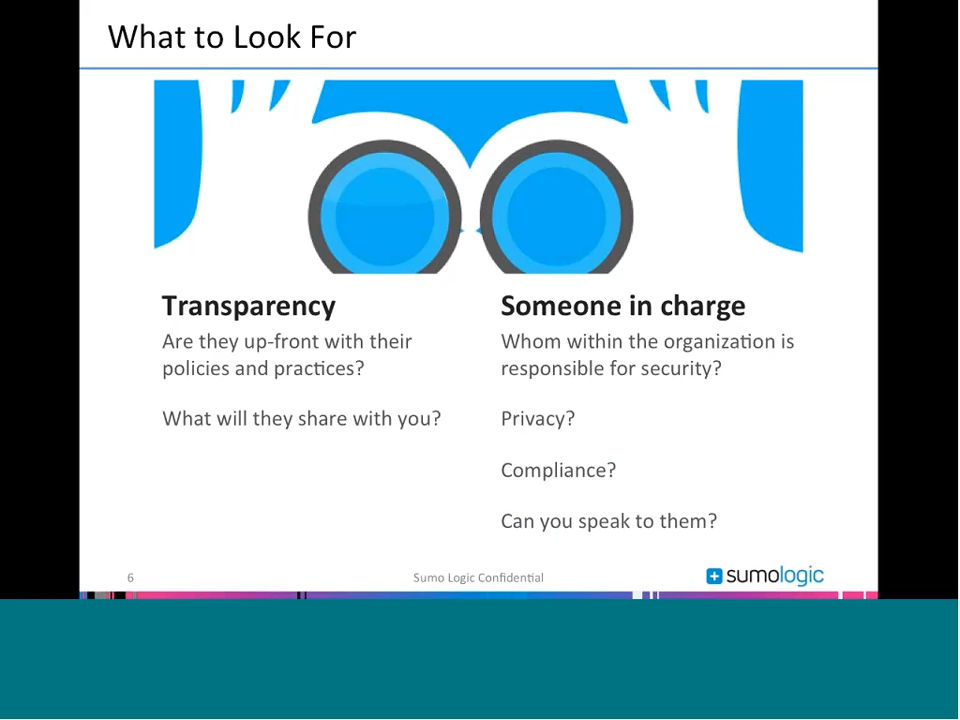 What to Look For
Transparency
Are they up-front with their
policies and practices?
What will they share with you?
Someone in charge
Whom within the organization is
responsible for security?
Privacy?
Compliance?
Can you speak to them?
6
Sumo Logic Confidential
sumologic